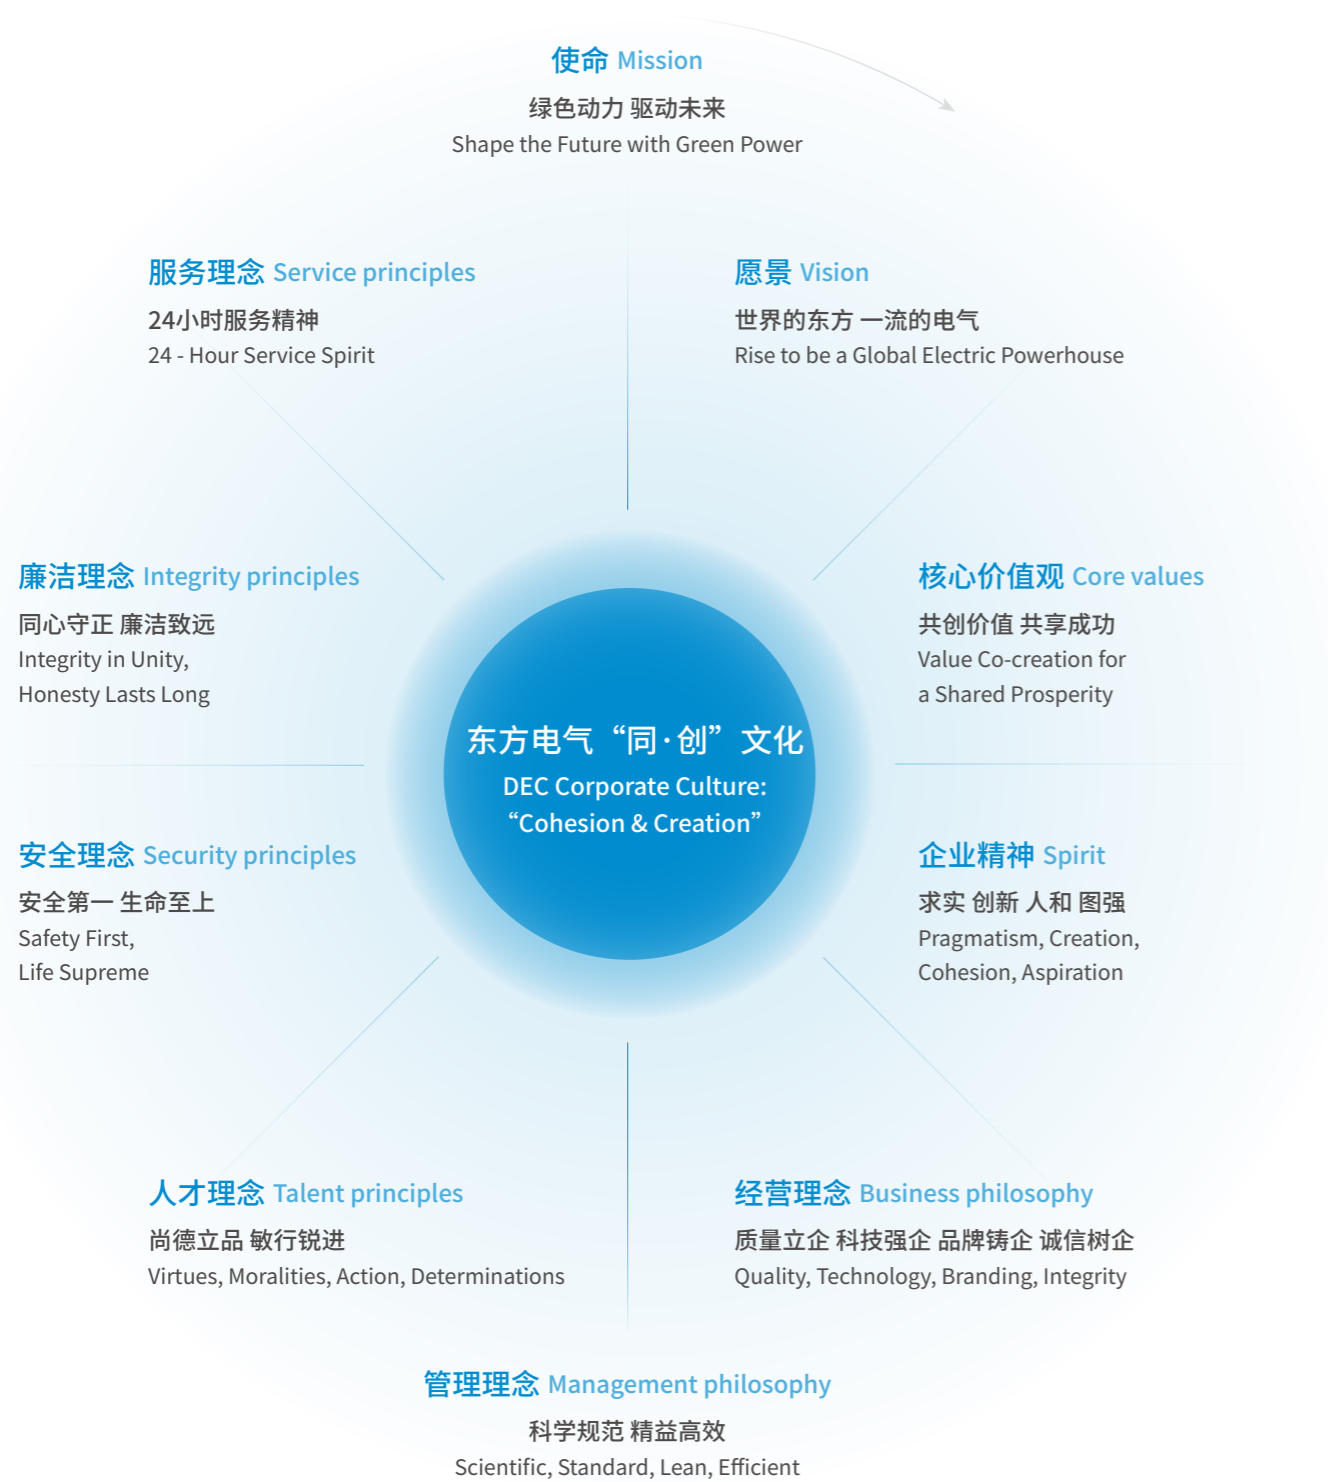 使命 Mission
绿色动力 驱动未来
Shape the Future with Green Power
服务理念 Service principles
24小时服务精神
24 - Hour Service Spirit
愿景 Vision
世界的东方 一流的电气
Rise to be a Global Electric Powerhouse
廉洁理念 Integrity principles
同心守正 廉洁致远
Integrity in Unity,
Honesty Lasts Long
核心价值观 Core values
共创价值 共享成功
Value Co-creation for
a Shared Prosperity
东方电气“同·创”文化
DEC Corporate Culture:
“Cohesion & Creation”
安全理念 Security principles
安全第一 生命至上
Safety First,
Life Supreme
企业精神 Spirit
求实 创新 人和 图强
Pragmatism, Creation,
Cohesion, Aspiration
人才理念 Talent principles
尚德立品 敏行锐进
Virtues, Moralities, Action, Determinations
经营理念 Business philosophy
质量立企 科技强企 品牌铸企 诚信树企
Quality, Technology, Branding, Integrity
管理理念 Management philosophy
科学规范 精益高效
Scientific, Standard, Lean, Efficient